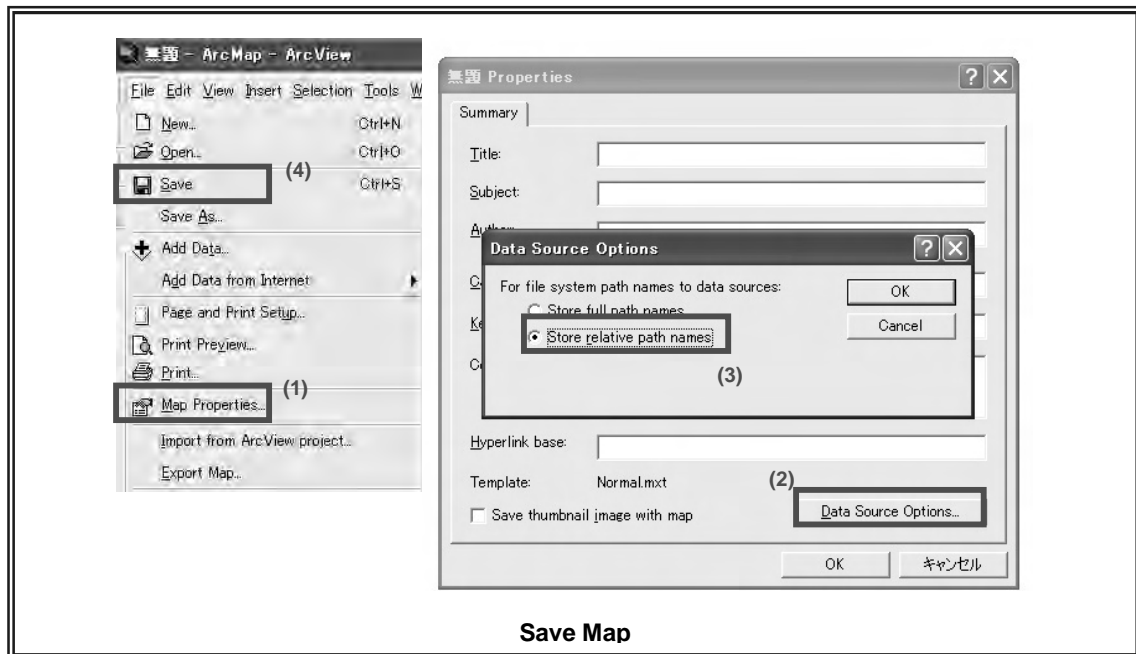 無題 - ArcMap - ArcView
File Edit View Insert Selection Tools W
New... Ctrl+N
Open... Ctrl+O
(4)
Save Ctrl+S
Save As...
Add Data...
Add Data from Internet
Page and Print Setup...
Print Preview...
Print...
(1)
Map Properties...
Import from ArcView project...
Export Map...
無題 Properties
Summary
Title:
Subject:
Data Source Options
For file system path names to data sources:
Store full path names
Store relative path names
OK
Cancel
(3)
Hyperlink base:
Template: Normal.mxt
(2)
Save thumbnail image with map
Data Source Options...
OK キャンセル
Save Map